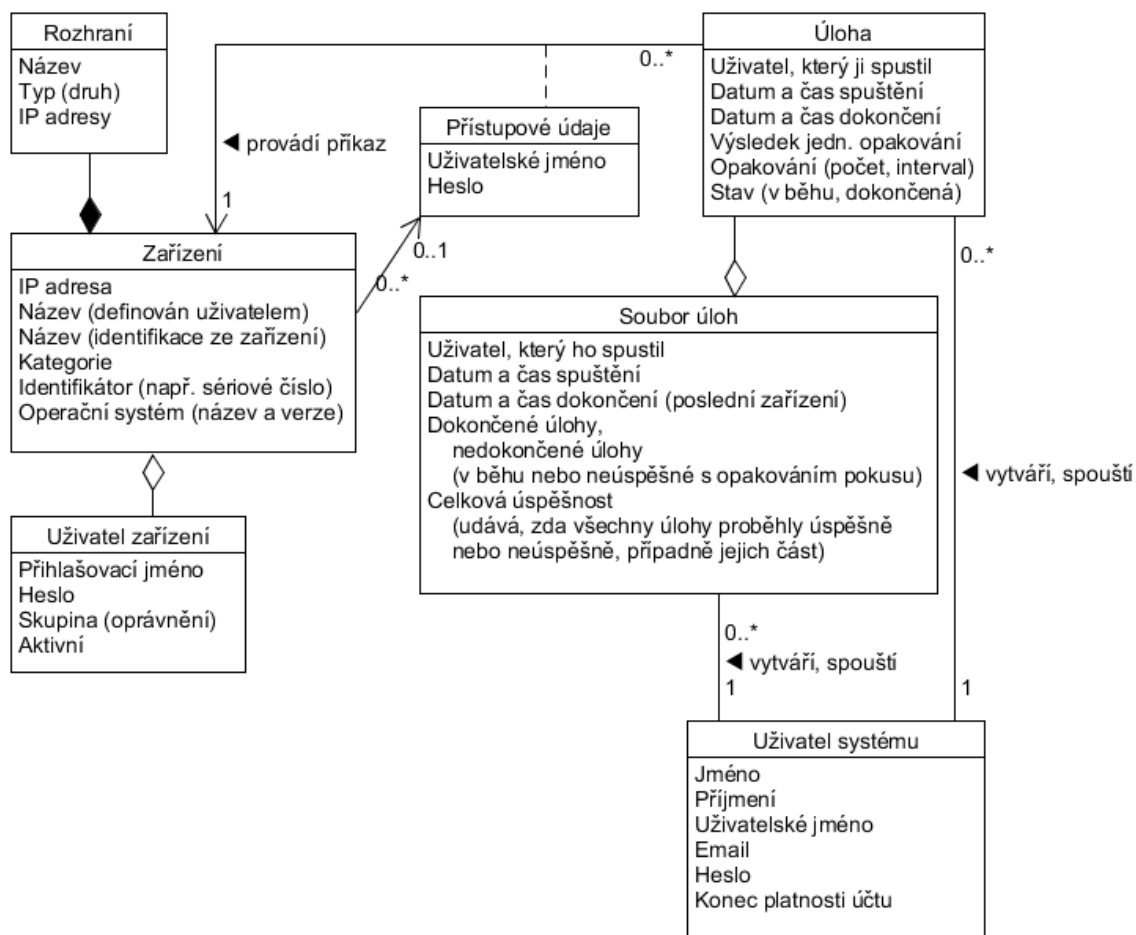 Rozhraní
Název
Typ (druh)
IP adresy
Úloha
Uživatel, který ji spustil
Datum a čas spuštění
Datum a čas dokončení
Výsledek jedn. opakování
Opakování (počet, interval)
Stav (v běhu, dokončená)
0..*
Přístupové údaje
Uživatelské jméno
Heslo
◀ provádí příkaz
1
0..1
0..*
0..*
Zařízení
IP adresa
Název (definován uživatelem)
Název (identifikace ze zařízení)
Kategorie
Identifikátor (např. sériové číslo)
Operační systém (název a verze)
Soubor úloh
Uživatel, který ho spustil
Datum a čas spuštění
Datum a čas dokončení (poslední zařízení)
Dokončené úlohy,
nedokončené úlohy
(v běhu nebo neúspěšné s opakováním pokusu)
Celková úspěšnost
(udává, zda všechny úlohy proběhly úspěšně
nebo neúspěšně, případně jejich část)
◀ vytváří, spouští
Uživatel zařízení
Přihlašovací jméno
Heslo
Skupina (oprávnění)
Aktivní
0..*
◀ vytváří, spouští
1
1
Uživatel systému
Jméno
Příjmení
Uživatelské jméno
Email
Heslo
Konec platnosti účtu